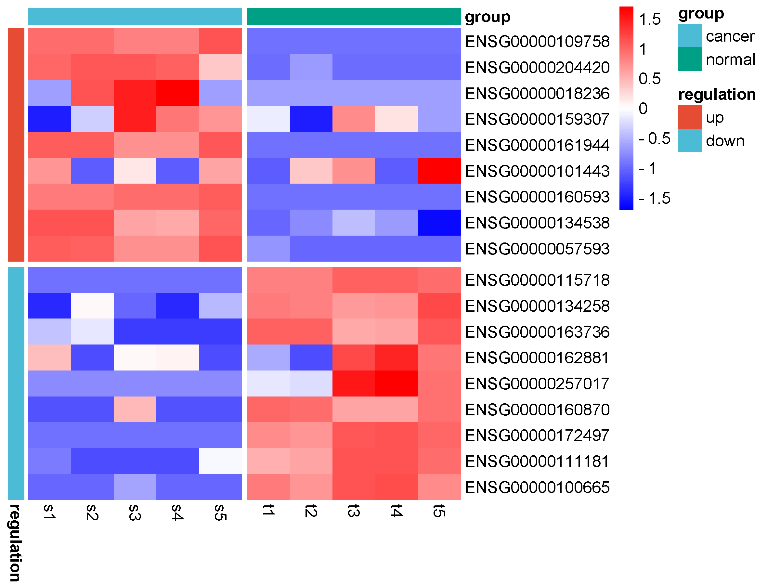 group
ENSG00000109758
ENSG00000204420
ENSG00000018236
ENSG00000159307
ENSG00000161944
ENSG00000101443
ENSG00000160593
ENSG00000134538
ENSG00000057593
ENSG00000115718
ENSG00000134258
ENSG00000163736
ENSG00000162881
ENSG00000257017
ENSG00000160870
ENSG00000172497
ENSG00000111181
ENSG00000100665
regulation
s1
s2
s3
s4
s5
t1
t2
t3
t4
t5
1.5
1
0.5
0
- 0.5
- 1
- 1.5
group
cancer
normal
regulation
up
down